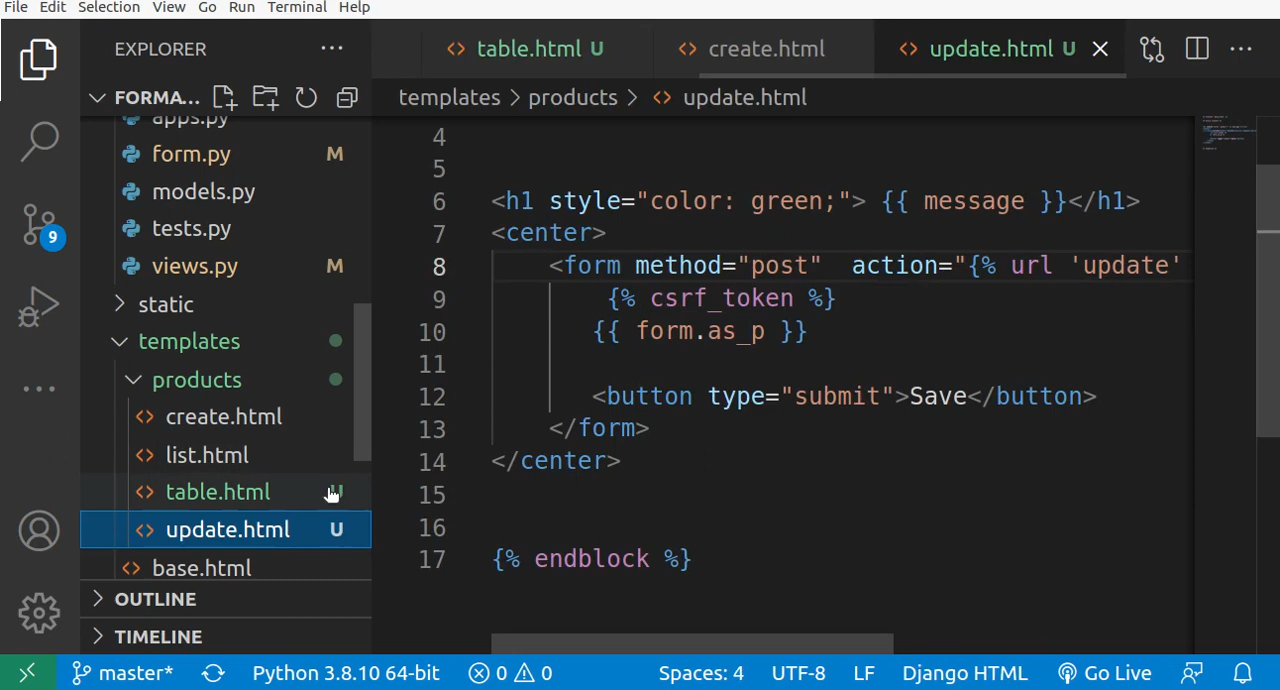 File Edit Selection View Go Run Terminal Help
EXPLORER
FORMA...
apps.py
form.py M
models.py
tests.py
views.py M
static
templates
products
create.html
list.html
table.html U
update.html U
base.html
OUTLINE
TIMELINE
9
table.html U create.html update.html U
templates > products > update.html
4
5
6 <h1 style="color: green;"> {{ message }}</h1>
7 <center>
8 <form method="post" action="{% url 'update'
9 {% csrf_token %}
10 {{ form.as_p }}
11
12 <button type="submit">Save</button>
13 </form>
14 </center>
15
16
17 {% endblock %}
master* Python 3.8.10 64-bit 0 0 Spaces: 4 UTF-8 LF Django HTML Go Live